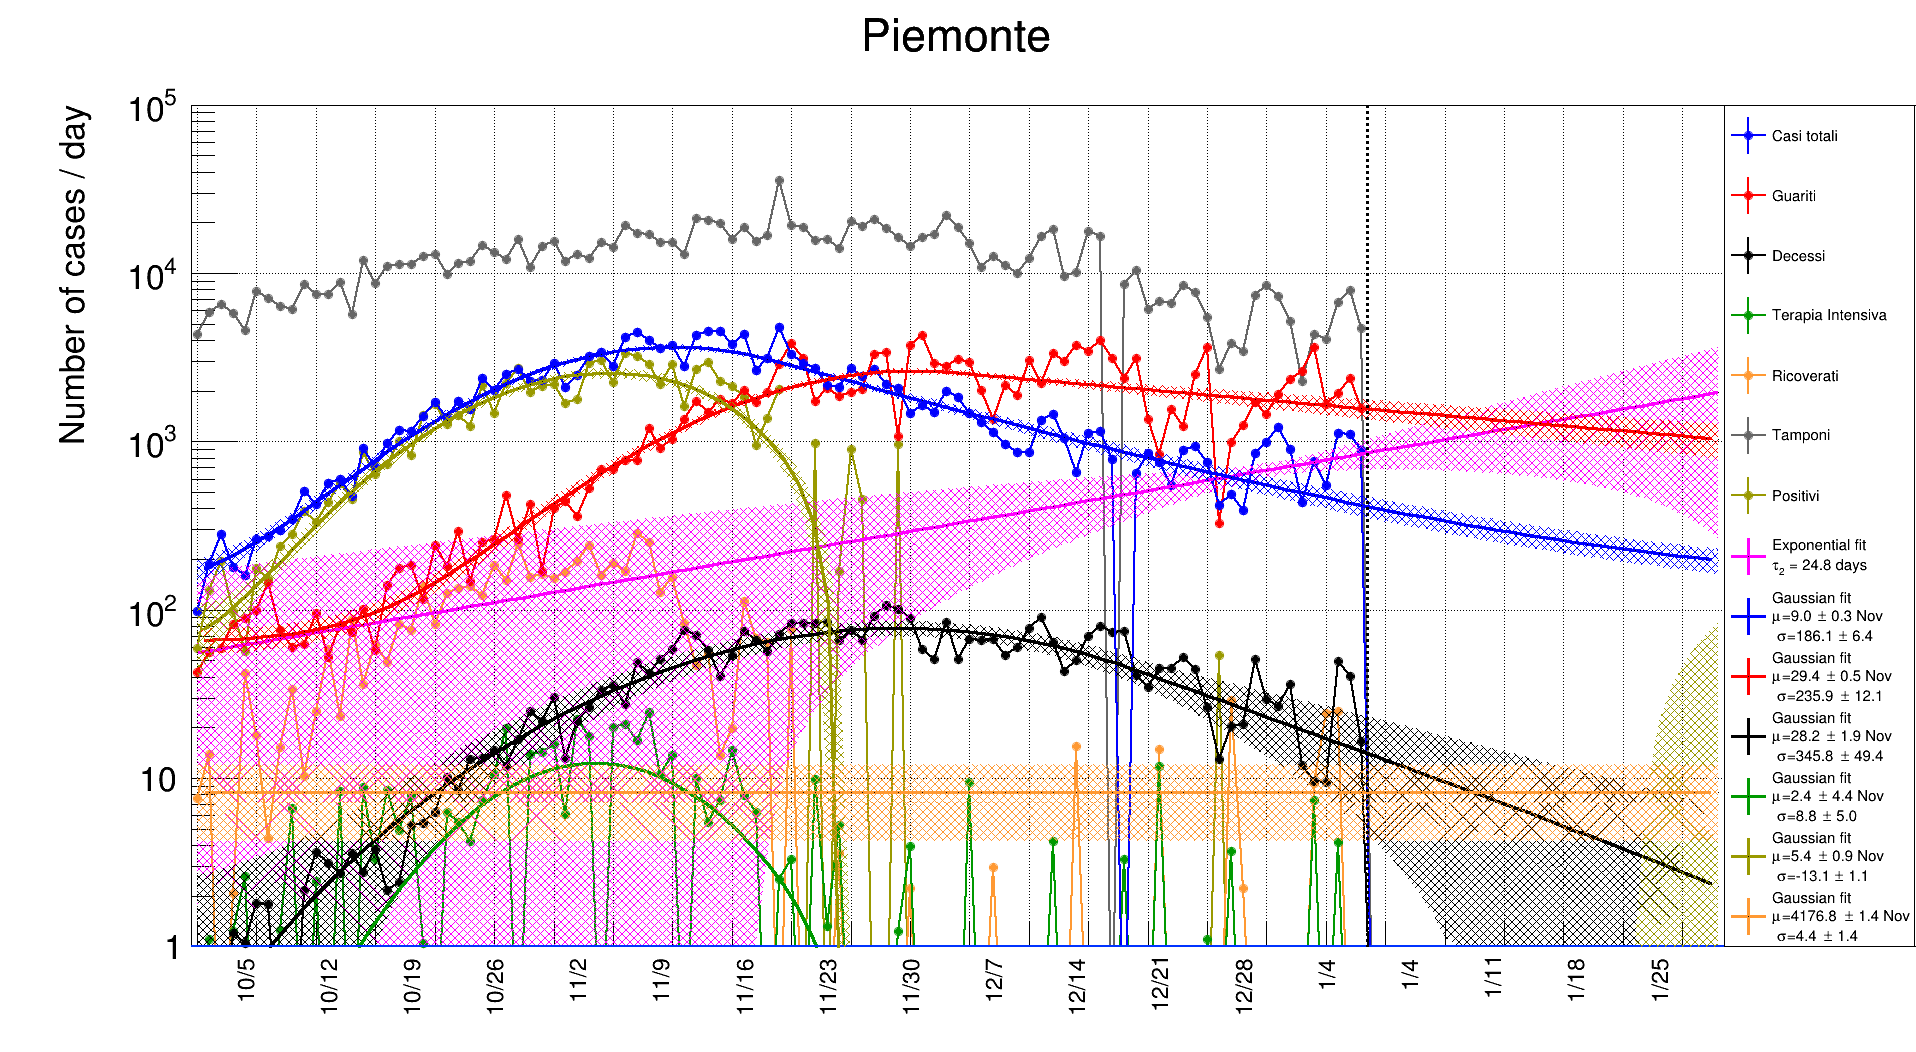 Piemonte
Number of cases / day
10^5
10^4
10^3
10^2
10
1
10/5
10/12
10/19
10/26
11/2
11/9
11/16
11/23
11/30
12/7
12/14
12/21
12/28
1/4
1/4
1/11
1/18
1/25
Casi totali
Guariti
Decessi
Terapia Intensiva
Ricoverati
Tamponi
Positivi
Exponential fit
τ₂ = 24.8 days
Gaussian fit
μ=9.0 ± 0.3 Nov
σ=186.1 ± 6.4
Gaussian fit
μ=29.4 ± 0.5 Nov
σ=235.9 ± 12.1
Gaussian fit
μ=28.2 ± 1.9 Nov
σ=345.8 ± 49.4
Gaussian fit
μ=2.4 ± 4.4 Nov
σ=8.8 ± 5.0
Gaussian fit
μ=5.4 ± 0.9 Nov
σ=-13.1 ± 1.1
Gaussian fit
μ=4176.8 ± 1.4 Nov
σ=4.4 ± 1.4